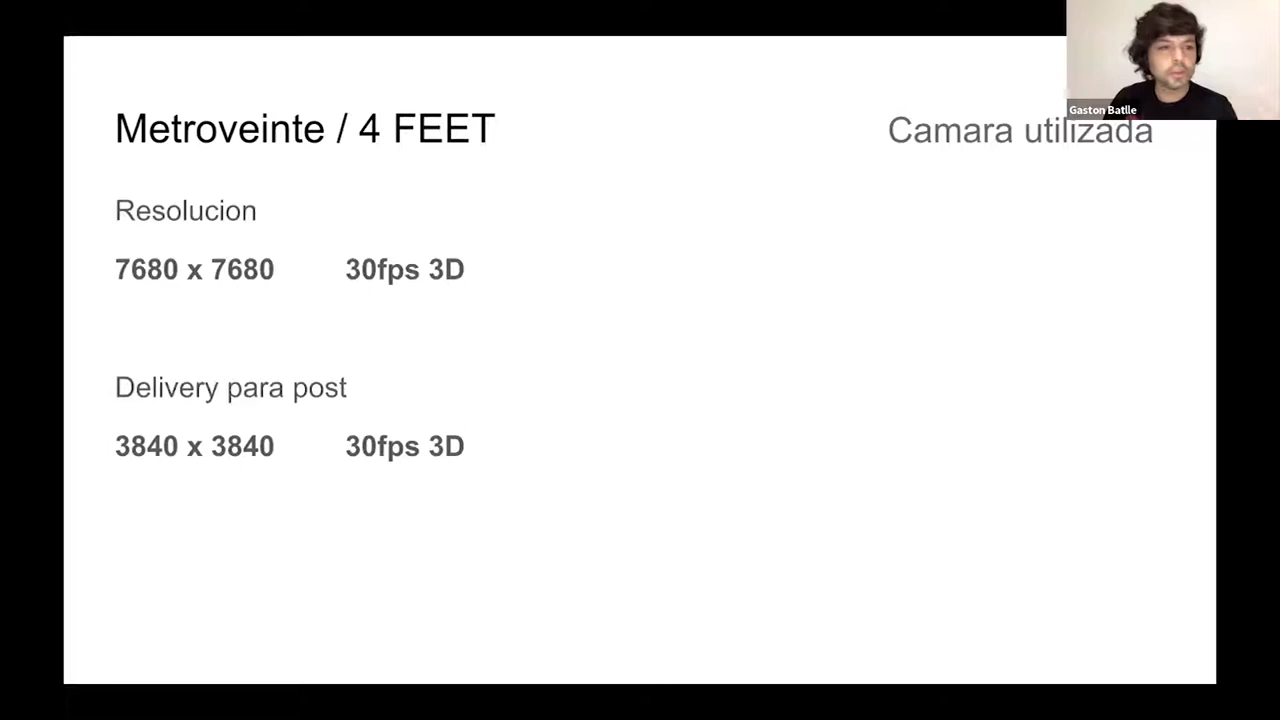 Gaston Batlle
Metroveinte / 4 FEET
Camara utilizada
Resolucion
7680 x 7680 30fps 3D
Delivery para post
3840 x 3840 30fps 3D